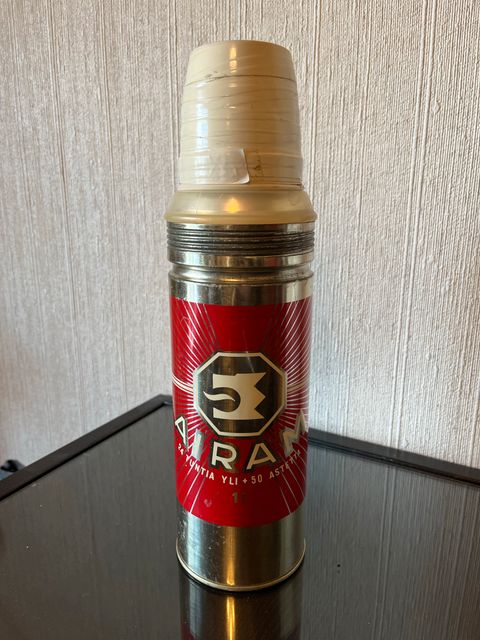 AIRAM
24 TUNTIA YLI + 50 ASTETTA